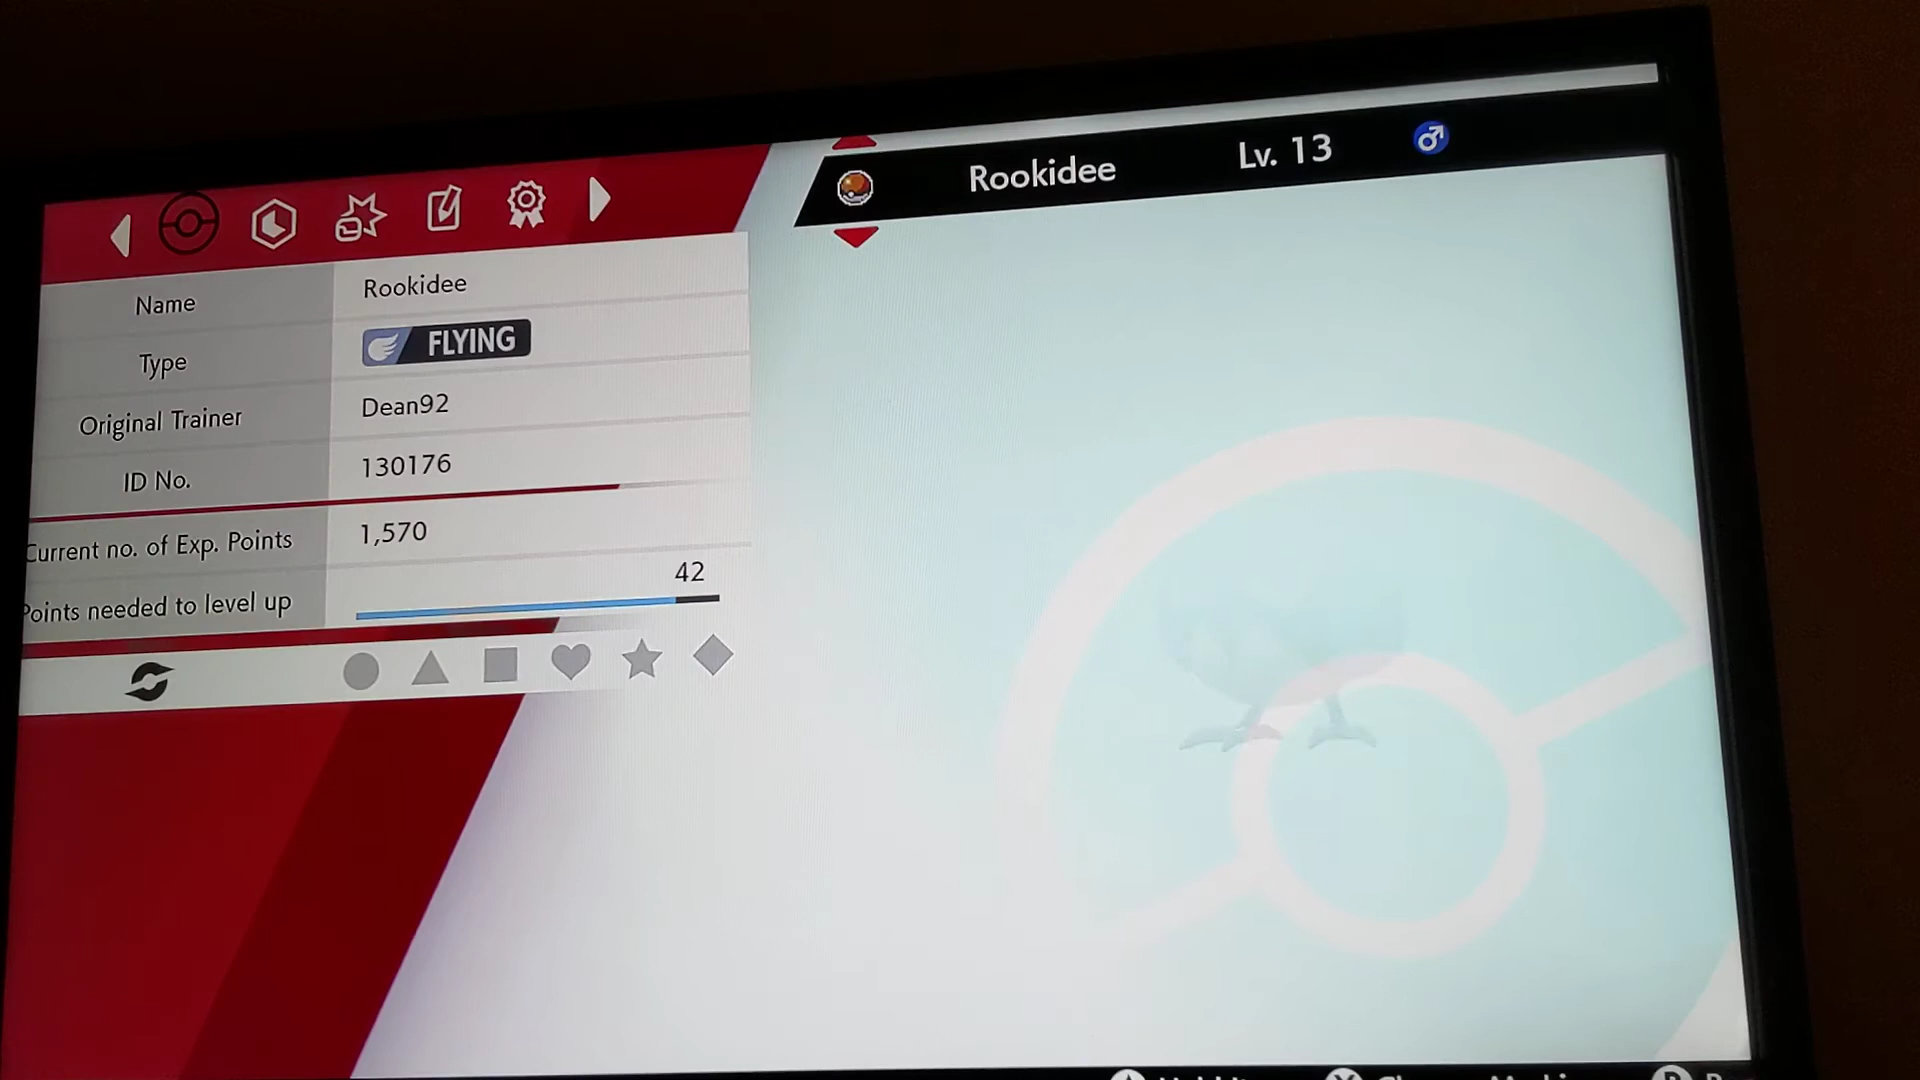 Rookidee Lv. 13
Name Rookidee
Type FLYING
Original Trainer Dean92
ID No. 130176
Current no. of Exp. Points 1,570
Points needed to level up 42